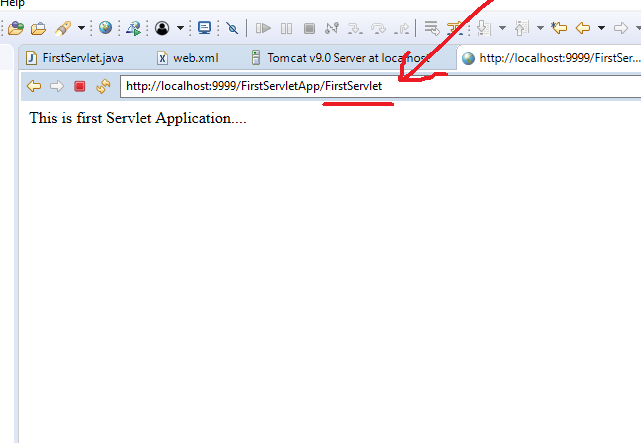 Help
FirstServlet.java web.xml Tomcat v9.0 Server at localhost http://localhost:9999/FirstSer...
http://localhost:9999/FirstServletApp/FirstServlet
This is first Servlet Application....